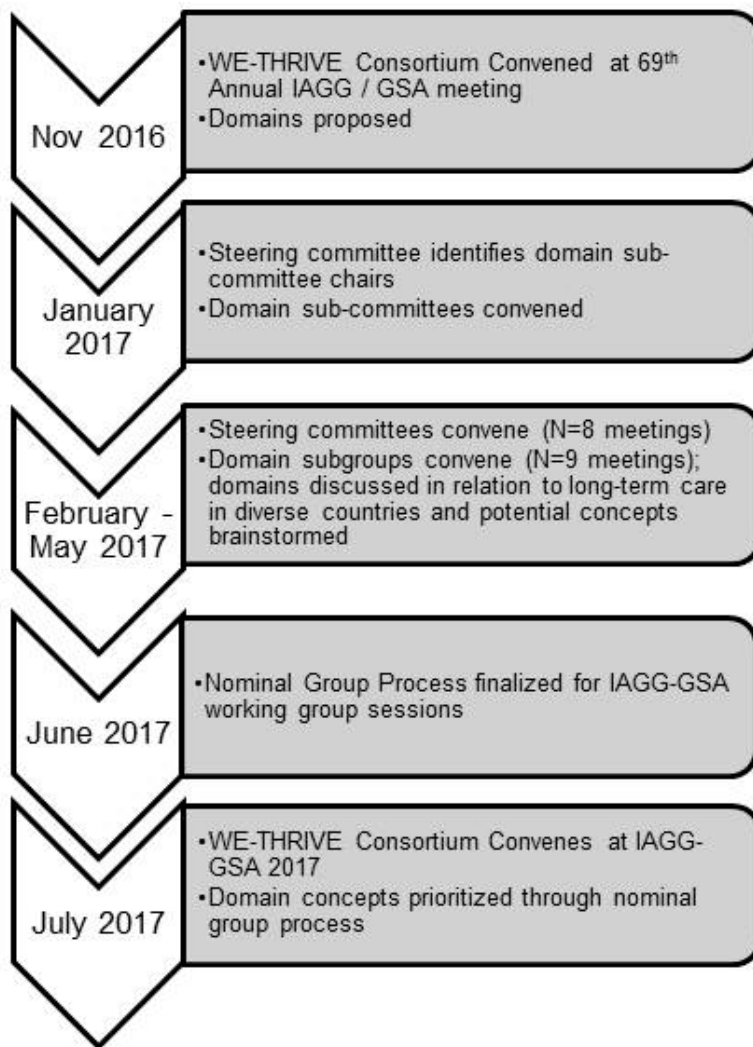 Nov 2016
•WE-THRIVE Consortium Convened at 69th
Annual IAGG / GSA meeting
•Domains proposed
January
2017
•Steering committee identifies domain sub-
committee chairs
•Domain sub-committees convened
February -
May 2017
•Steering committees convene (N=8 meetings)
•Domain subgroups convene (N=9 meetings);
domains discussed in relation to long-term care
in diverse countries and potential concepts
brainstormed
June 2017
•Nominal Group Process finalized for IAGG-GSA
working group sessions
July 2017
•WE-THRIVE Consortium Convenes at IAGG-
GSA 2017
•Domain concepts prioritized through nominal
group process